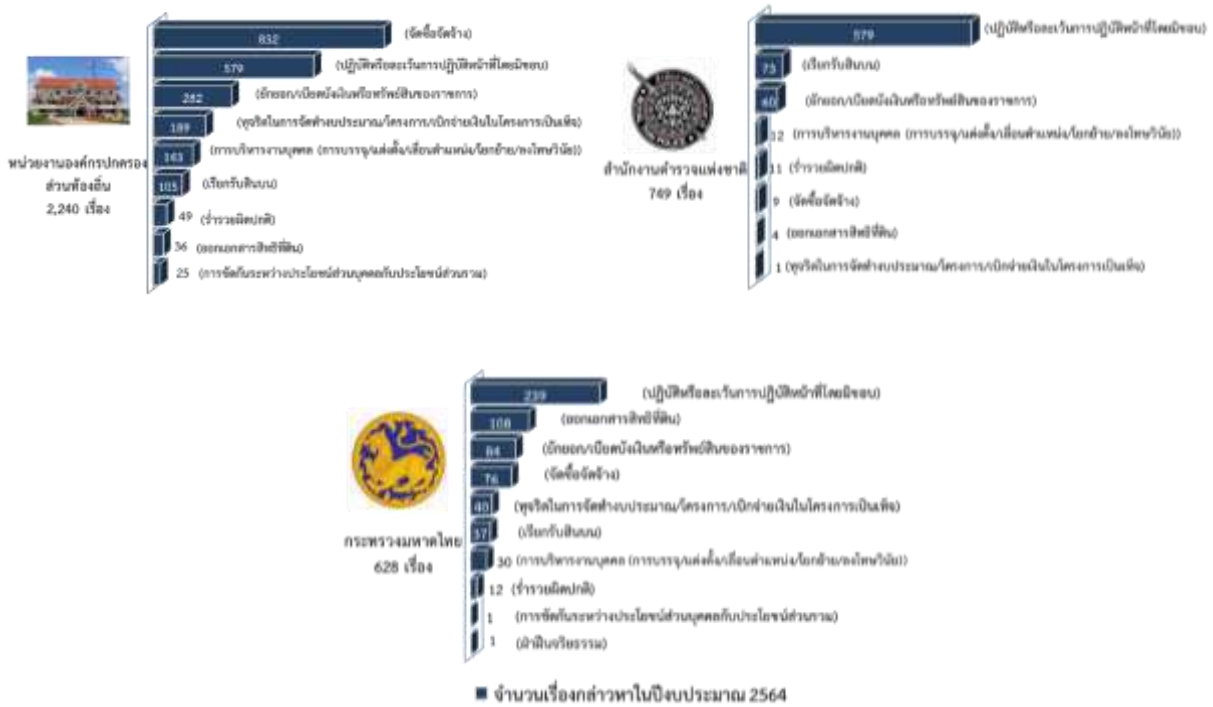 832 (จัดซื้อจัดจ้าง)
579 (ปฏิบัติหรือละเว้นการปฏิบัติหน้าที่โดยมิชอบ)
282 (ยักยอก/เบียดบังเงินหรือทรัพย์สินของราชการ)
189 (ทุจริตในการจัดทำงบประมาณ/โครงการ/เบิกจ่ายเงินในโครงการเป็นเท็จ)
163 (การบริหารงานบุคคล (การบรรจุ/แต่งตั้ง/เลื่อนตำแหน่ง/โยกย้าย/ลงโทษวินัย))
105 (เรียกรับสินบน)
49 (ร่ำรวยผิดปกติ)
36 (ออกเอกสารสิทธิที่ดิน)
25 (การขัดกันระหว่างประโยชน์ส่วนบุคคลกับประโยชน์ส่วนรวม)
หน่วยงานองค์กรปกครอง
ส่วนท้องถิ่น
2,240 เรื่อง
579 (ปฏิบัติหรือละเว้นการปฏิบัติหน้าที่โดยมิชอบ)
73 (เรียกรับสินบน)
60 (ยักยอก/เบียดบังเงินหรือทรัพย์สินของราชการ)
12 (การบริหารงานบุคคล (การบรรจุ/แต่งตั้ง/เลื่อนตำแหน่ง/โยกย้าย/ลงโทษวินัย))
11 (ร่ำรวยผิดปกติ)
9 (จัดซื้อจัดจ้าง)
4 (ออกเอกสารสิทธิที่ดิน)
1 (ทุจริตในการจัดทำงบประมาณ/โครงการ/เบิกจ่ายเงินในโครงการเป็นเท็จ)
สำนักงานตำรวจแห่งชาติ
749 เรื่อง
239 (ปฏิบัติหรือละเว้นการปฏิบัติหน้าที่โดยมิชอบ)
108 (ออกเอกสารสิทธิที่ดิน)
84 (ยักยอก/เบียดบังเงินหรือทรัพย์สินของราชการ)
76 (จัดซื้อจัดจ้าง)
40 (ทุจริตในการจัดทำงบประมาณ/โครงการ/เบิกจ่ายเงินในโครงการเป็นเท็จ)
37 (เรียกรับสินบน)
30 (การบริหารงานบุคคล (การบรรจุ/แต่งตั้ง/เลื่อนตำแหน่ง/โยกย้าย/ลงโทษวินัย))
12 (ร่ำรวยผิดปกติ)
1 (การขัดกันระหว่างประโยชน์ส่วนบุคคลกับประโยชน์ส่วนรวม)
1 (ฝ่าฝืนจริยธรรม)
กระทรวงมหาดไทย
628 เรื่อง
จำนวนเรื่องกล่าวหาในปีงบประมาณ 2564